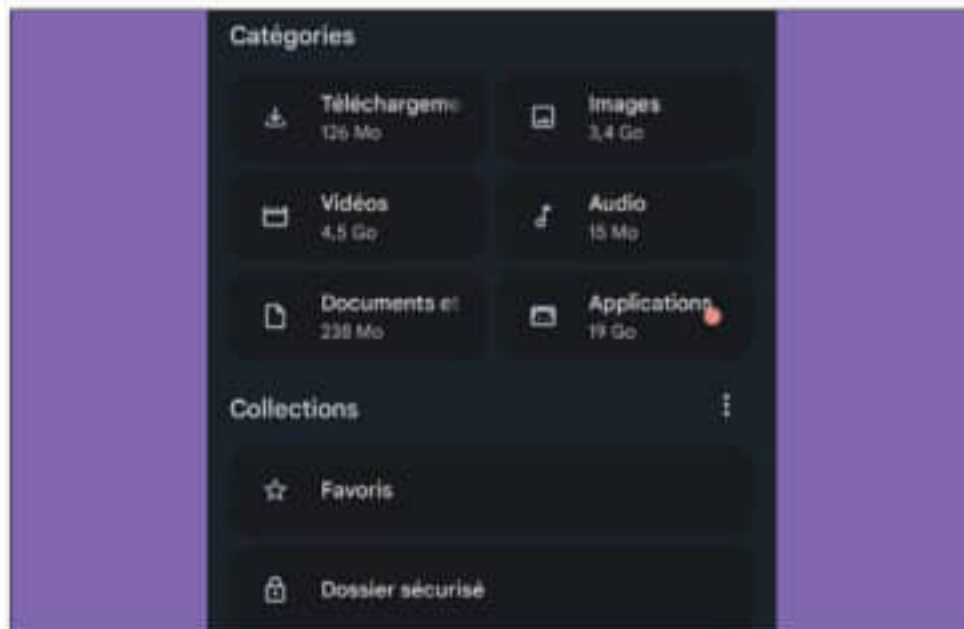 Catégories
Téléchargeme
126 Mo
Images
3,4 Go
Vidéos
4,5 Go
Audio
15 Mo
Documents et
238 Mo
Applications
19 Go
Collections
Favoris
Dossier sécurisé